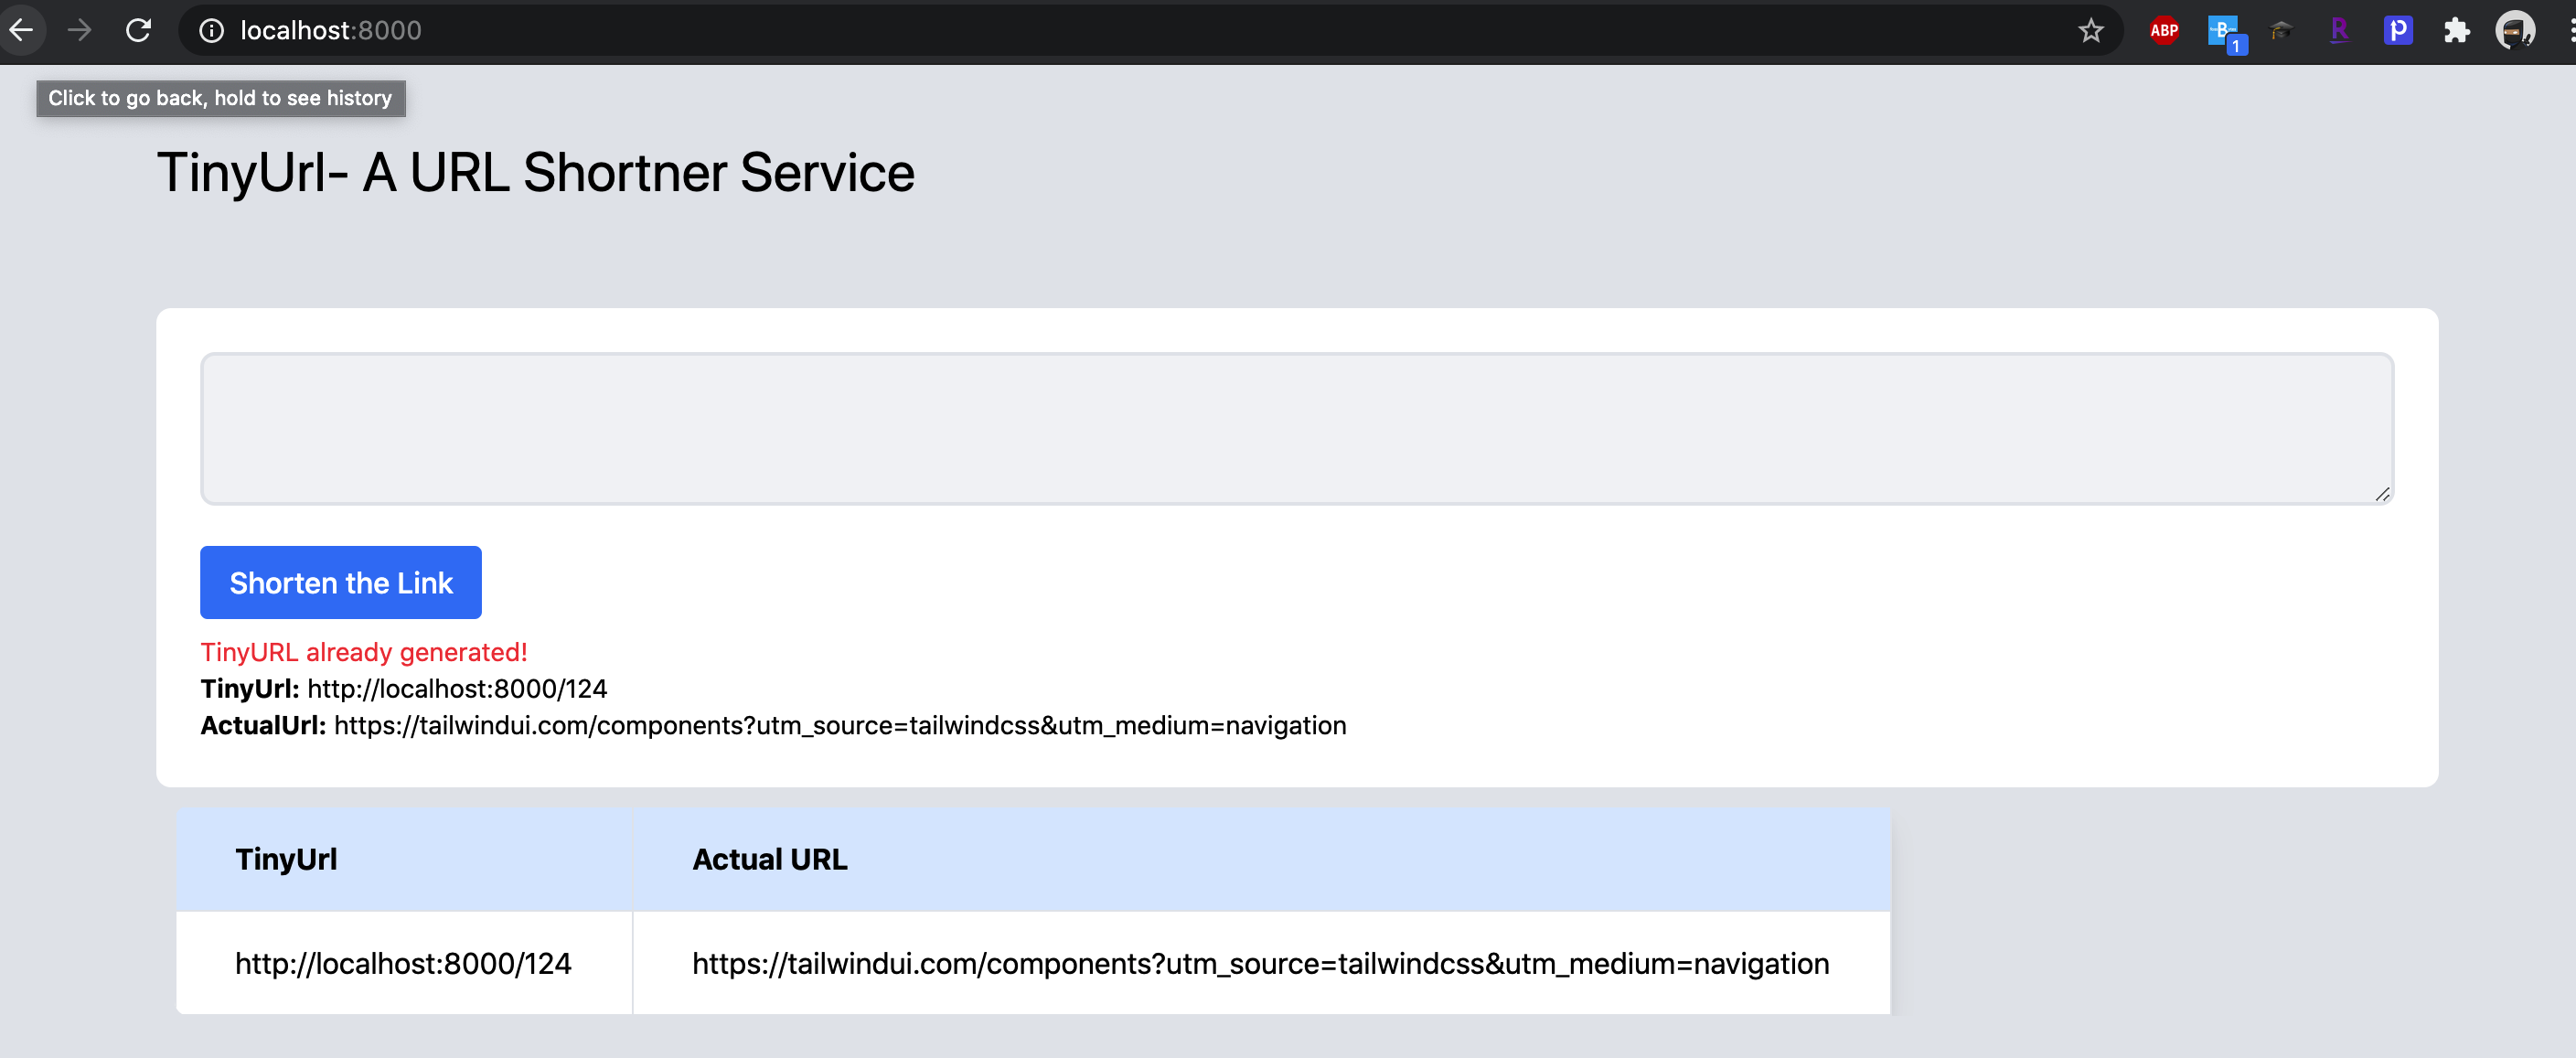 localhost:8000
ABP
B
1
R
p
Click to go back, hold to see history
TinyUrl- A URL Shortner Service
Shorten the Link
TinyURL already generated!
TinyUrl: http://localhost:8000/124
ActualUrl: https://tailwindui.com/components?utm_source=tailwindcss&utm_medium=navigation
TinyUrl Actual URL
http://localhost:8000/124 https://tailwindui.com/components?utm_source=tailwindcss&utm_medium=navigation